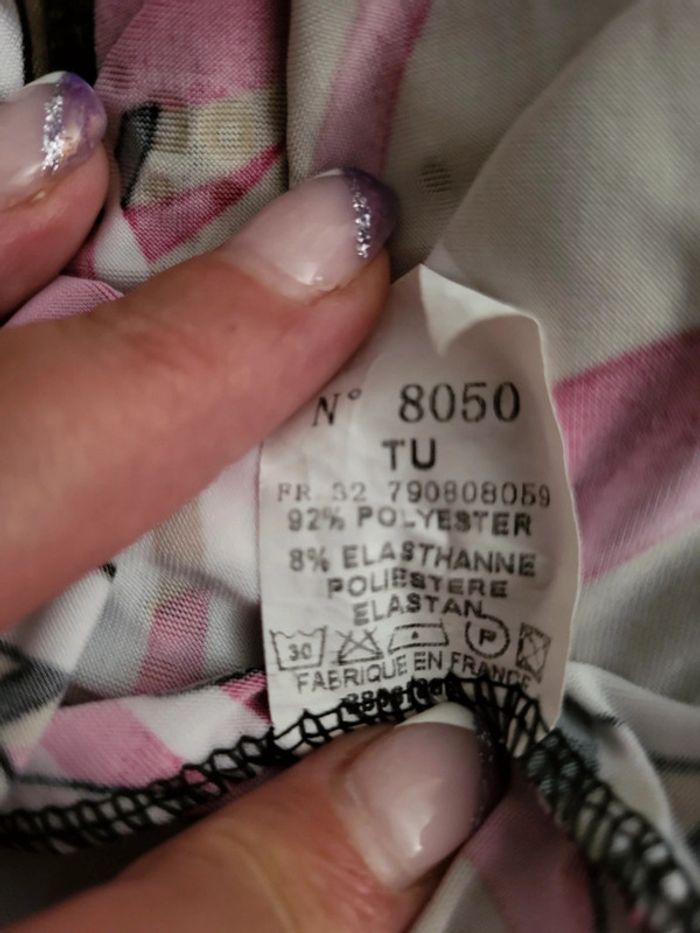 N° 8050
TU
FR 32 790808059
92% POLYESTER
8% ELASTHANNE
POLIESTERE
ELASTAN
30 P
FABRIQUE EN FRANCE